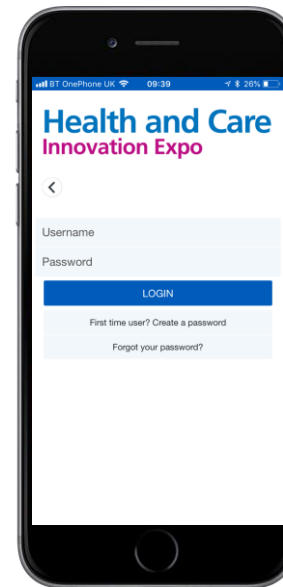 BT OnePhone UK 09:39 26%
Health and Care
Innovation Expo
Username
Password
LOGIN
First time user? Create a password
Forgot your password?